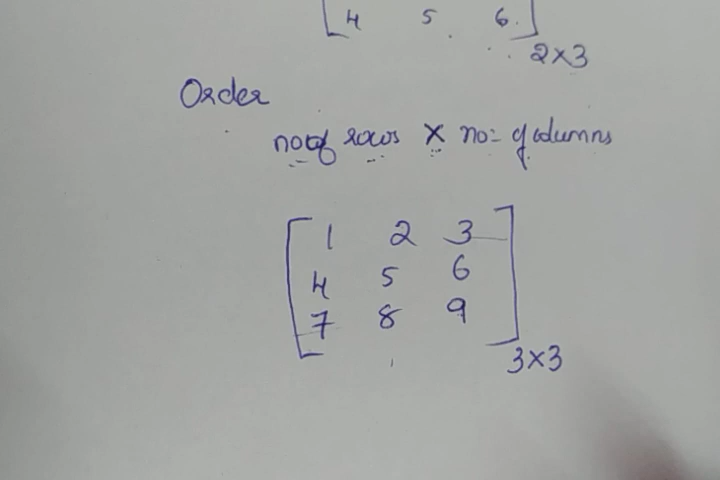 4 5 6
2×3
Order
no of rows × no= of columns
1 2 3
4 5 6
7 8 9
3×3